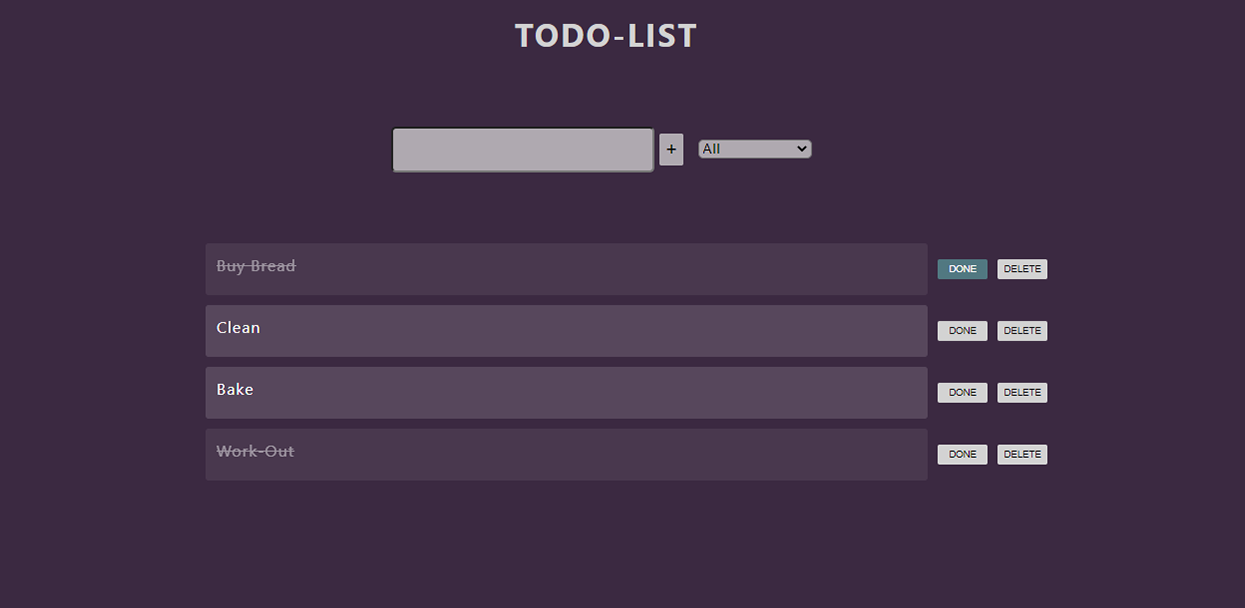 TODO-LIST
+ All
Buy Bread DONE DELETE
Clean DONE DELETE
Bake DONE DELETE
Work-Out DONE DELETE